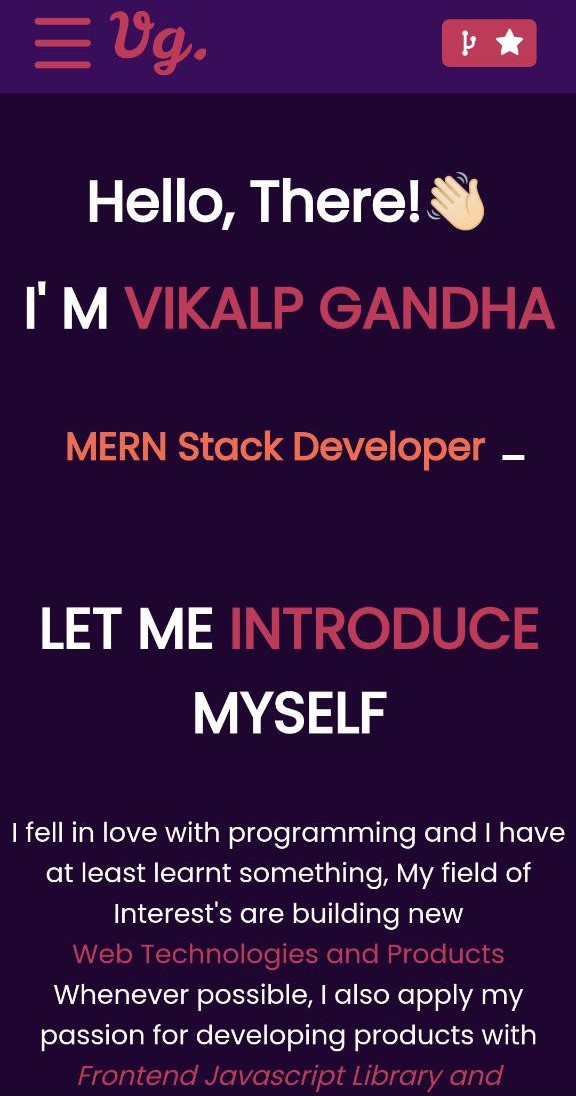 Vg.
Hello, There!👋🏻
I' M VIKALP GANDHA
MERN Stack Developer _
LET ME INTRODUCE
MYSELF
I fell in love with programming and I have
at least learnt something, My field of
Interest's are building new
Web Technologies and Products
Whenever possible, I also apply my
passion for developing products with
Frontend Javascript Library and